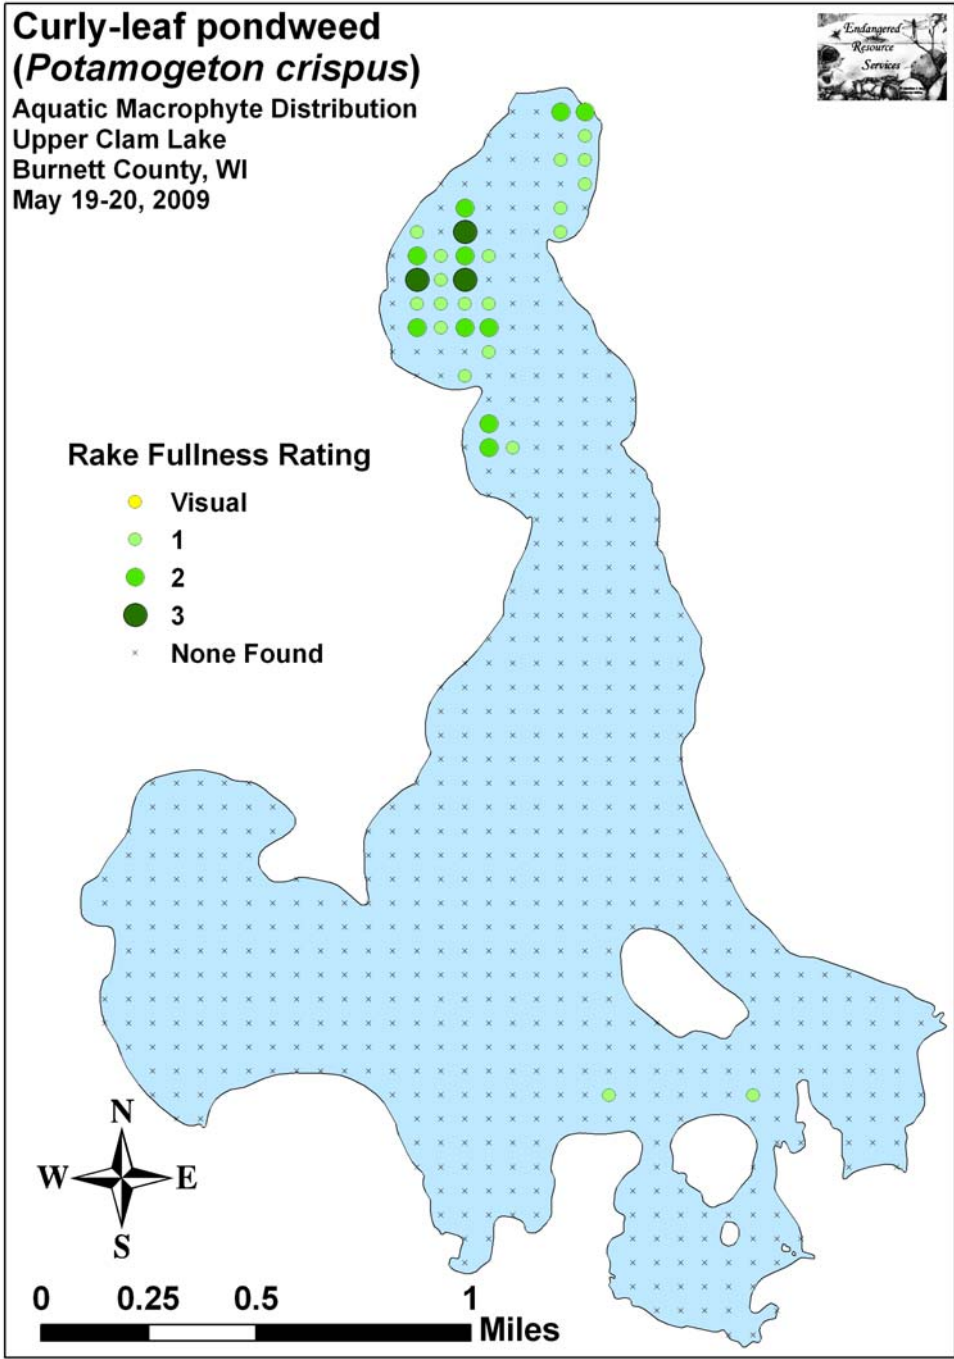 Curly-leaf pondweed
(Potamogeton crispus)
Aquatic Macrophyte Distribution
Upper Clam Lake
Burnett County, WI
May 19-20, 2009
Endangered
Resource
Services
Rake Fullness Rating
Visual
1
2
3
None Found
N
W E
S
0 0.25 0.5 1
Miles